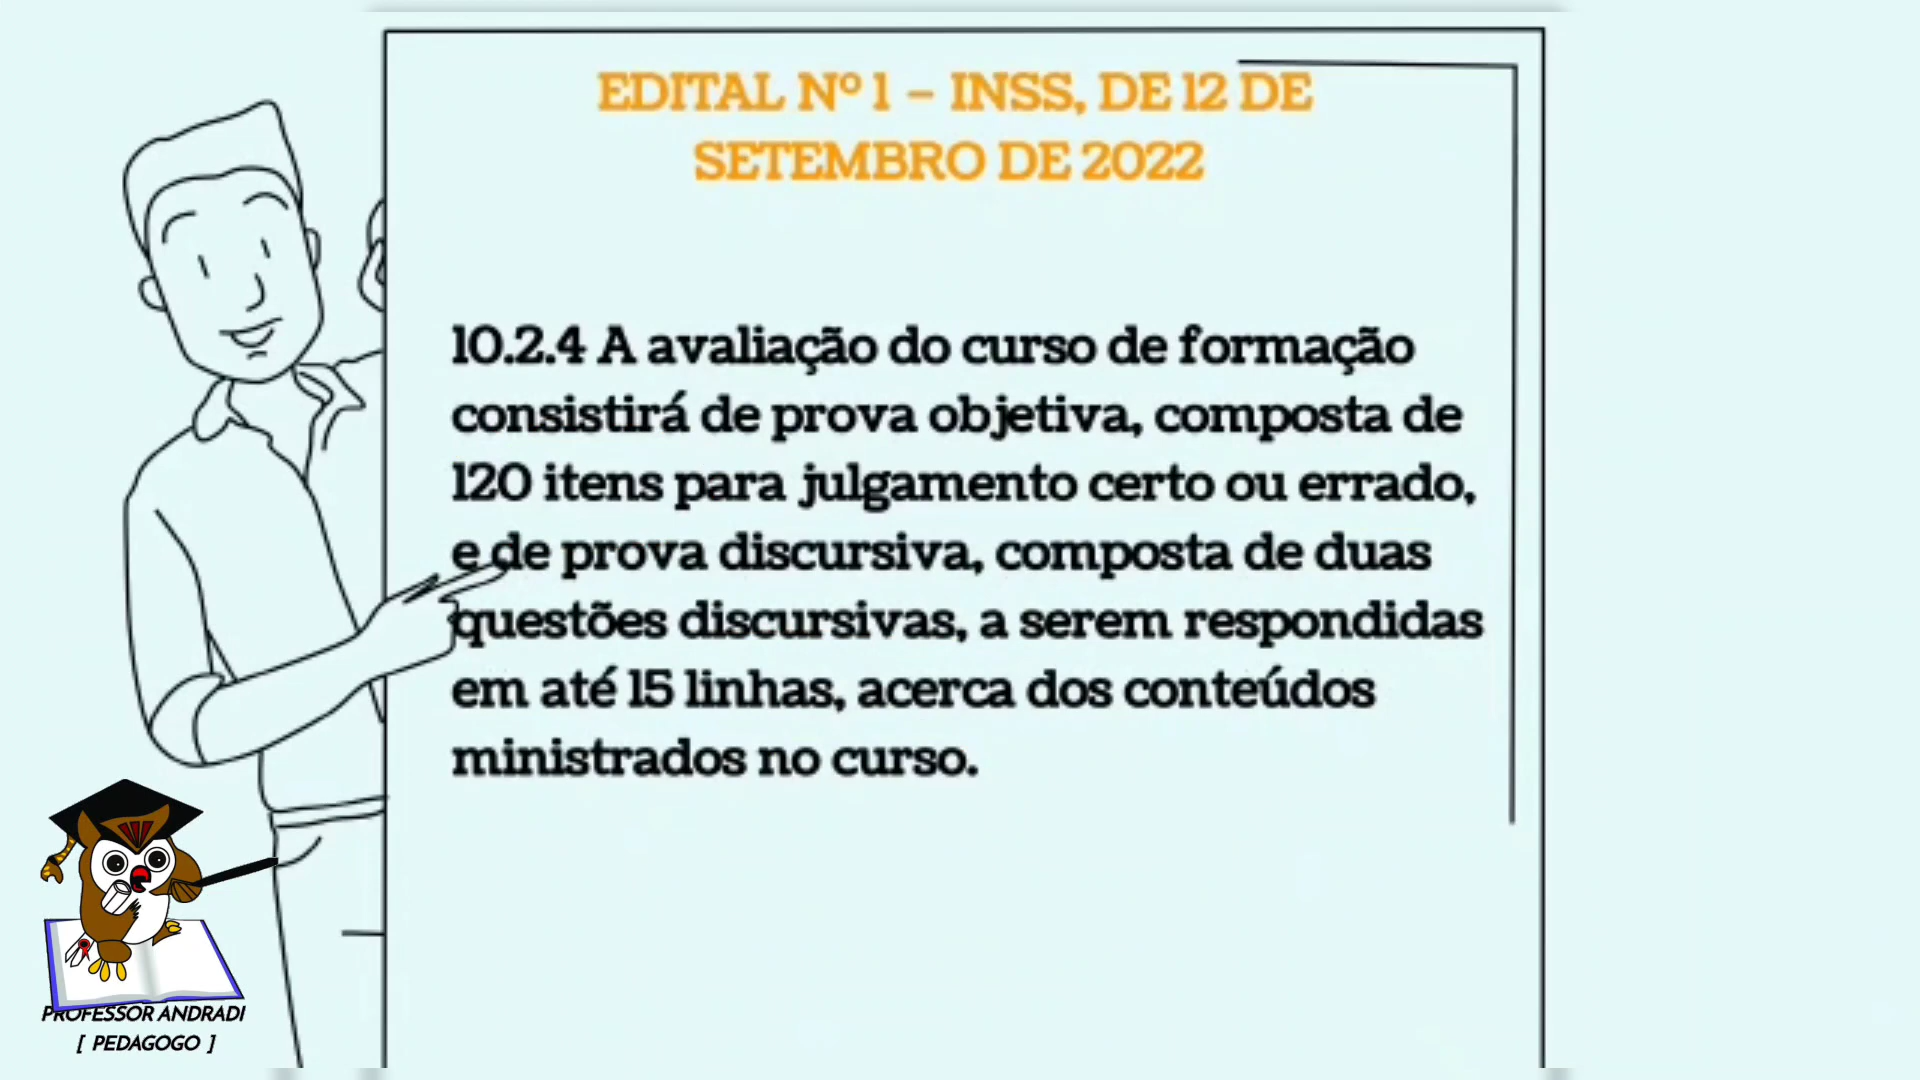 EDITAL Nº 1 – INSS, DE 12 DE
SETEMBRO DE 2022
10.2.4 A avaliação do curso de formação
consistirá de prova objetiva, composta de
120 itens para julgamento certo ou errado,
e de prova discursiva, composta de duas
questões discursivas, a serem respondidas
em até 15 linhas, acerca dos conteúdos
ministrados no curso.
PROFESSOR ANDRADI
[ PEDAGOGO ]